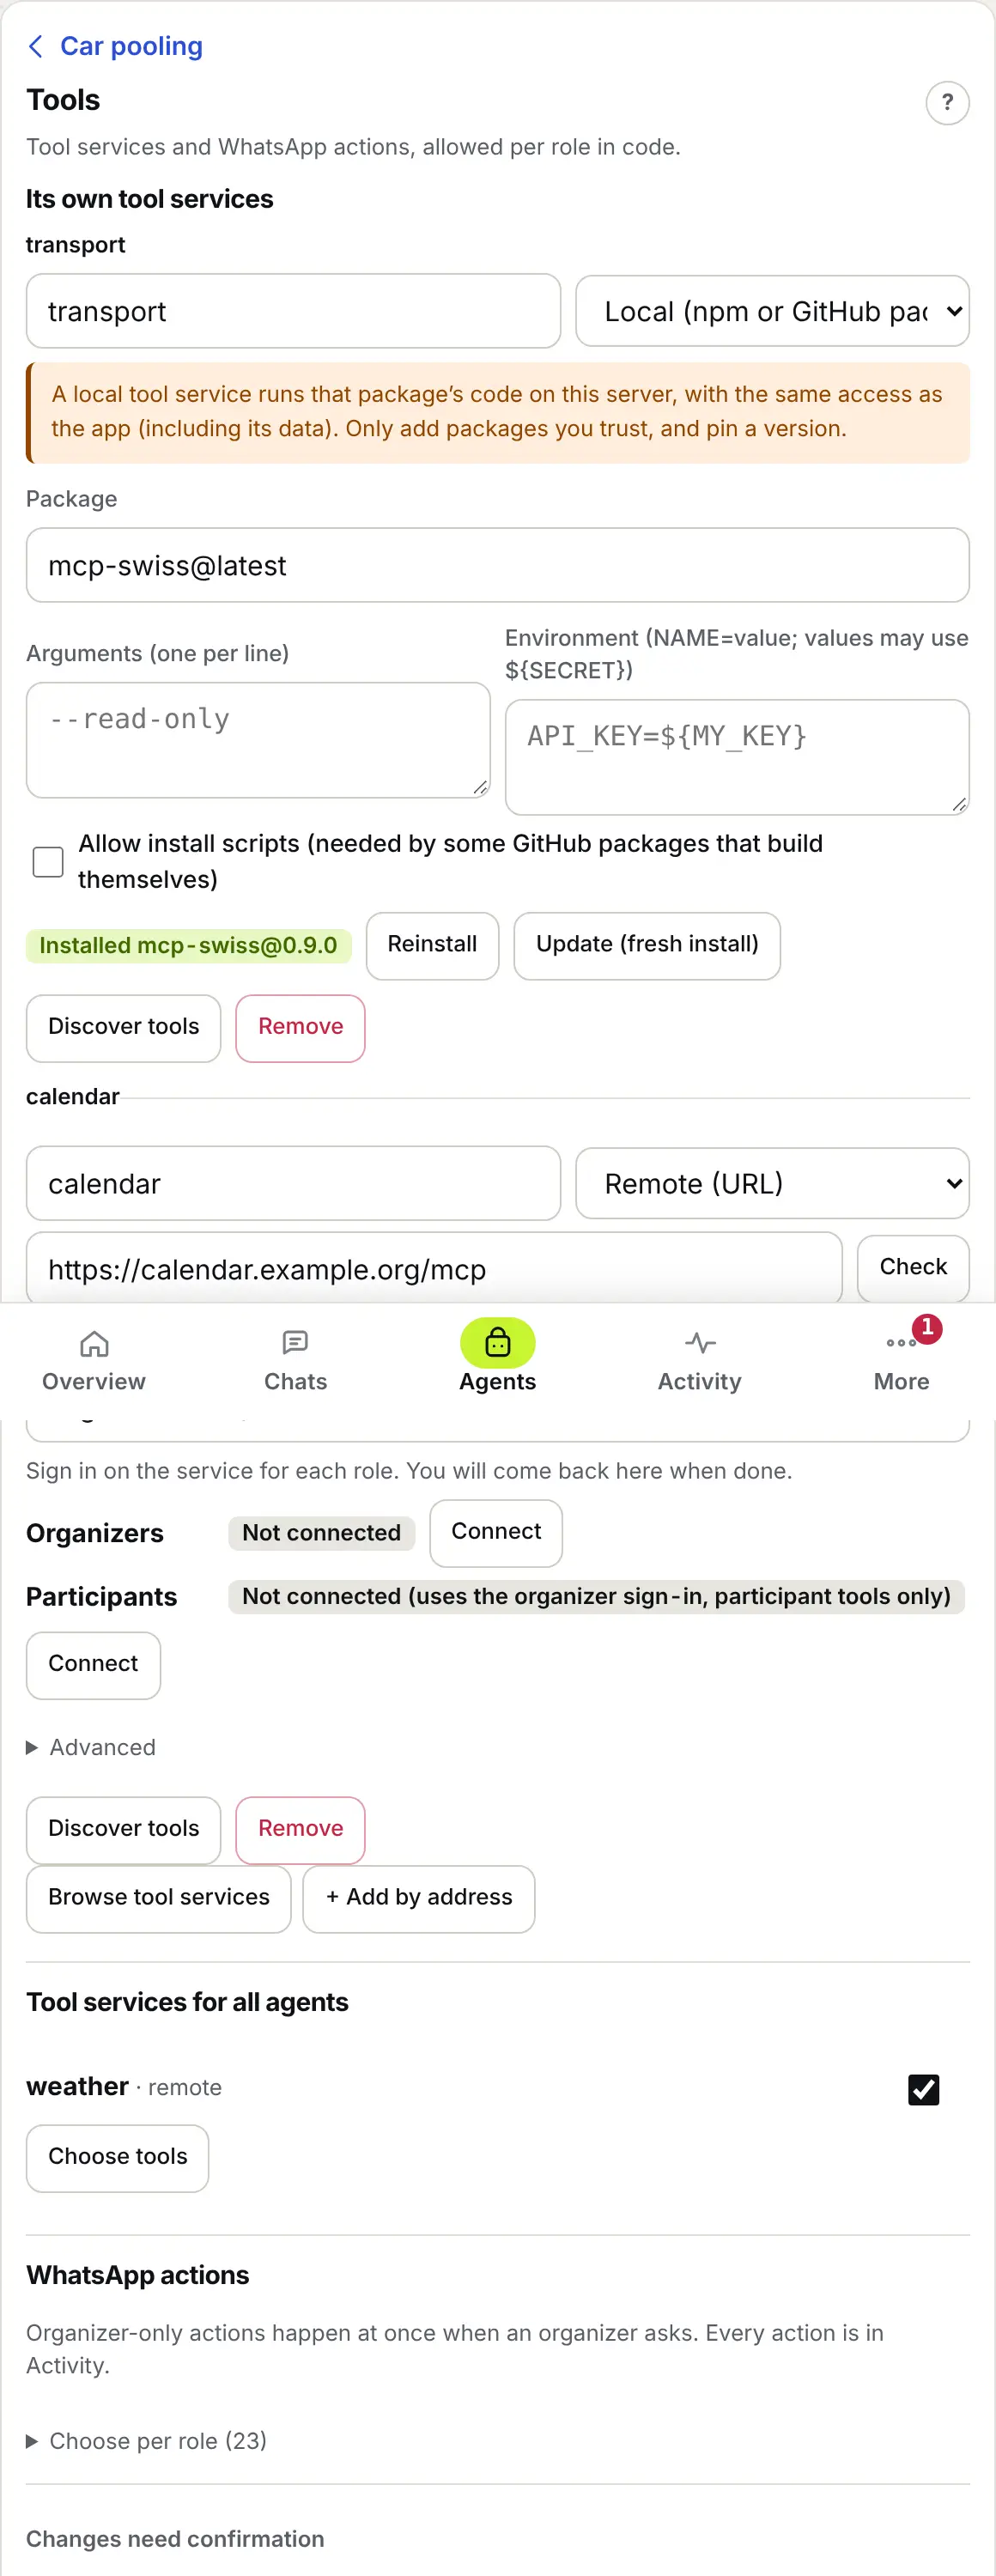 Car pooling
Tools
?
Tool services and WhatsApp actions, allowed per role in code.
Its own tool services
transport
transport
Local (npm or GitHub pac
A local tool service runs that package’s code on this server, with the same access as
the app (including its data). Only add packages you trust, and pin a version.
Package
mcp-swiss@latest
Arguments (one per line)
Environment (NAME=value; values may use
${SECRET})
--read-only
API_KEY=${MY_KEY}
Allow install scripts (needed by some GitHub packages that build
themselves)
Installed mcp-swiss@0.9.0
Reinstall
Update (fresh install)
Discover tools
Remove
calendar
calendar
Remote (URL)
https://calendar.example.org/mcp
Check
1
Overview
Chats
Agents
Activity
More
Sign in on the service for each role. You will come back here when done.
Organizers
Not connected
Connect
Participants
Not connected (uses the organizer sign-in, participant tools only)
Connect
Advanced
Discover tools
Remove
Browse tool services
+ Add by address
Tool services for all agents
weather · remote
Choose tools
WhatsApp actions
Organizer-only actions happen at once when an organizer asks. Every action is in
Activity.
Choose per role (23)
Changes need confirmation